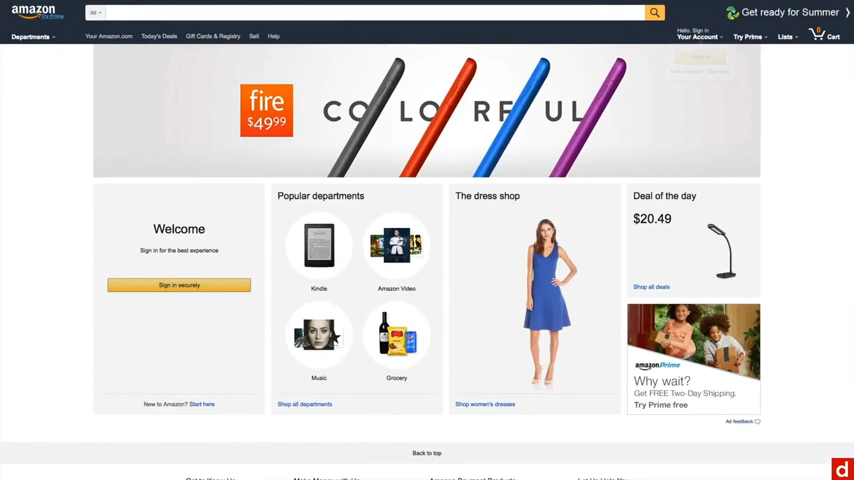 amazon
Try Prime
All
Get ready for Summer
Departments
Your Amazon.com
Today's Deals
Gift Cards & Registry
Sell
Help
Hello. Sign in
Your Account
Try Prime
Lists
0
Cart
fire
$49.99
COLORFUL
Welcome
Sign in for the best experience
Sign in securely
New to Amazon? Start here
Popular departments
Kindle
Amazon Video
Music
Grocery
Shop all departments
The dress shop
Shop women's dresses
Deal of the day
$20.49
Shop all deals
amazonPrime
Why wait?
Get FREE Two-Day Shipping.
Try Prime free
Ad feedback
Back to top
d